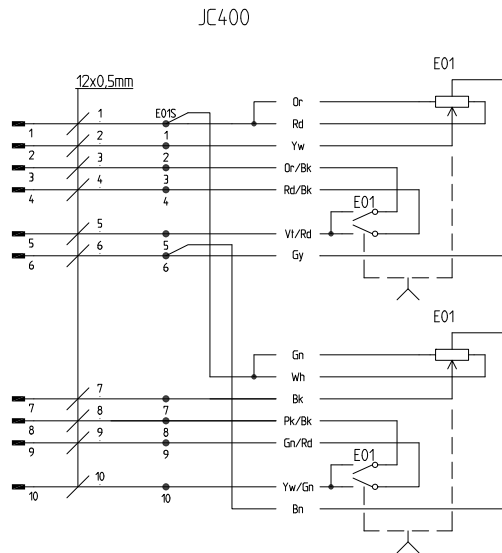 JC400
E01
12x0,5mm
1 E01S Or
Rd
1 2 1 Yw
2 3 2 Or/Bk
3 4 3 Rd/Bk
4 4 E01
5 Vt/Rd
5 6 5 Gy
6 6
E01
Gn
Wh
7 Bk
7 8 7 Pk/Bk
8 9 8 Gn/Rd
9 9 E01
10 Yw/Gn
10 10 Bn